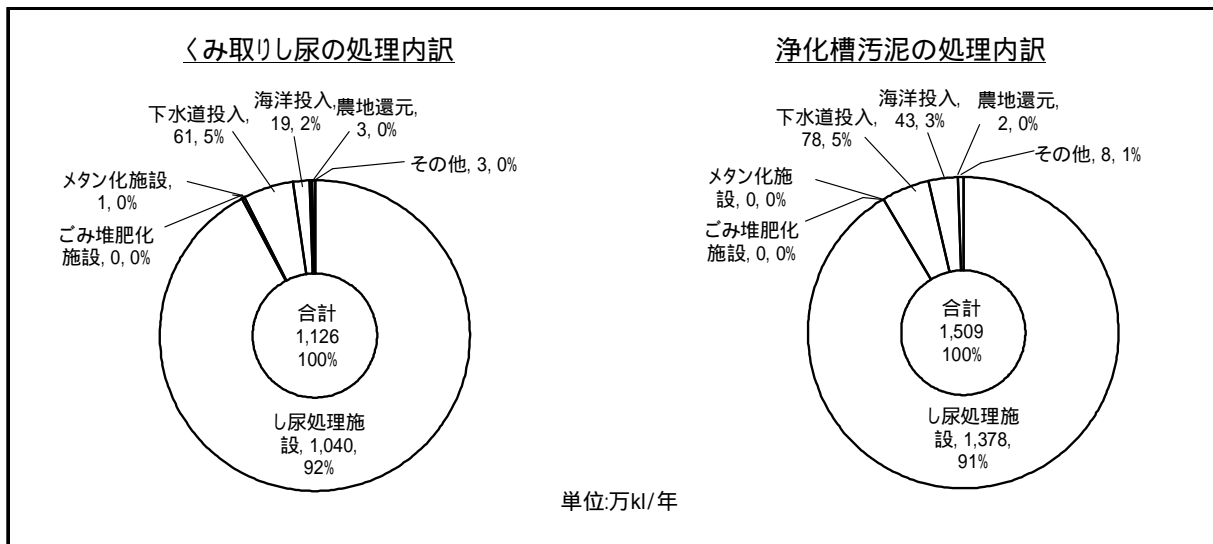 くみ取りし尿の処理内訳
海洋投入,
19, 2%
農地還元,
3, 0%
下水道投入,
61, 5%
その他, 3, 0%
メタン化施設,
1, 0%
ごみ堆肥化
施設, 0, 0%
合計
1,126
100%
し尿処理施
設, 1,040,
92%
浄化槽汚泥の処理内訳
海洋投入,
43, 3%
農地還元,
2, 0%
下水道投入,
78, 5%
その他, 8, 1%
メタン化施
設, 0, 0%
ごみ堆肥化
施設, 0, 0%
合計
1,509
100%
し尿処理施
設, 1,378,
91%
単位:万kl/年